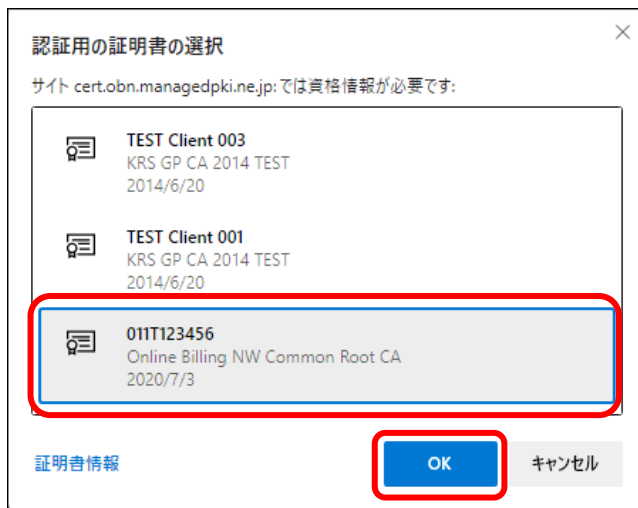 認証用の証明書の選択
サイト cert.obn.managedpki.ne.jp: では資格情報が必要です:
TEST Client 003
KRS GP CA 2014 TEST
2014/6/20
TEST Client 001
KRS GP CA 2014 TEST
2014/6/20
011T123456
Online Billing NW Common Root CA
2020/7/3
証明書情報
OK
キャンセル